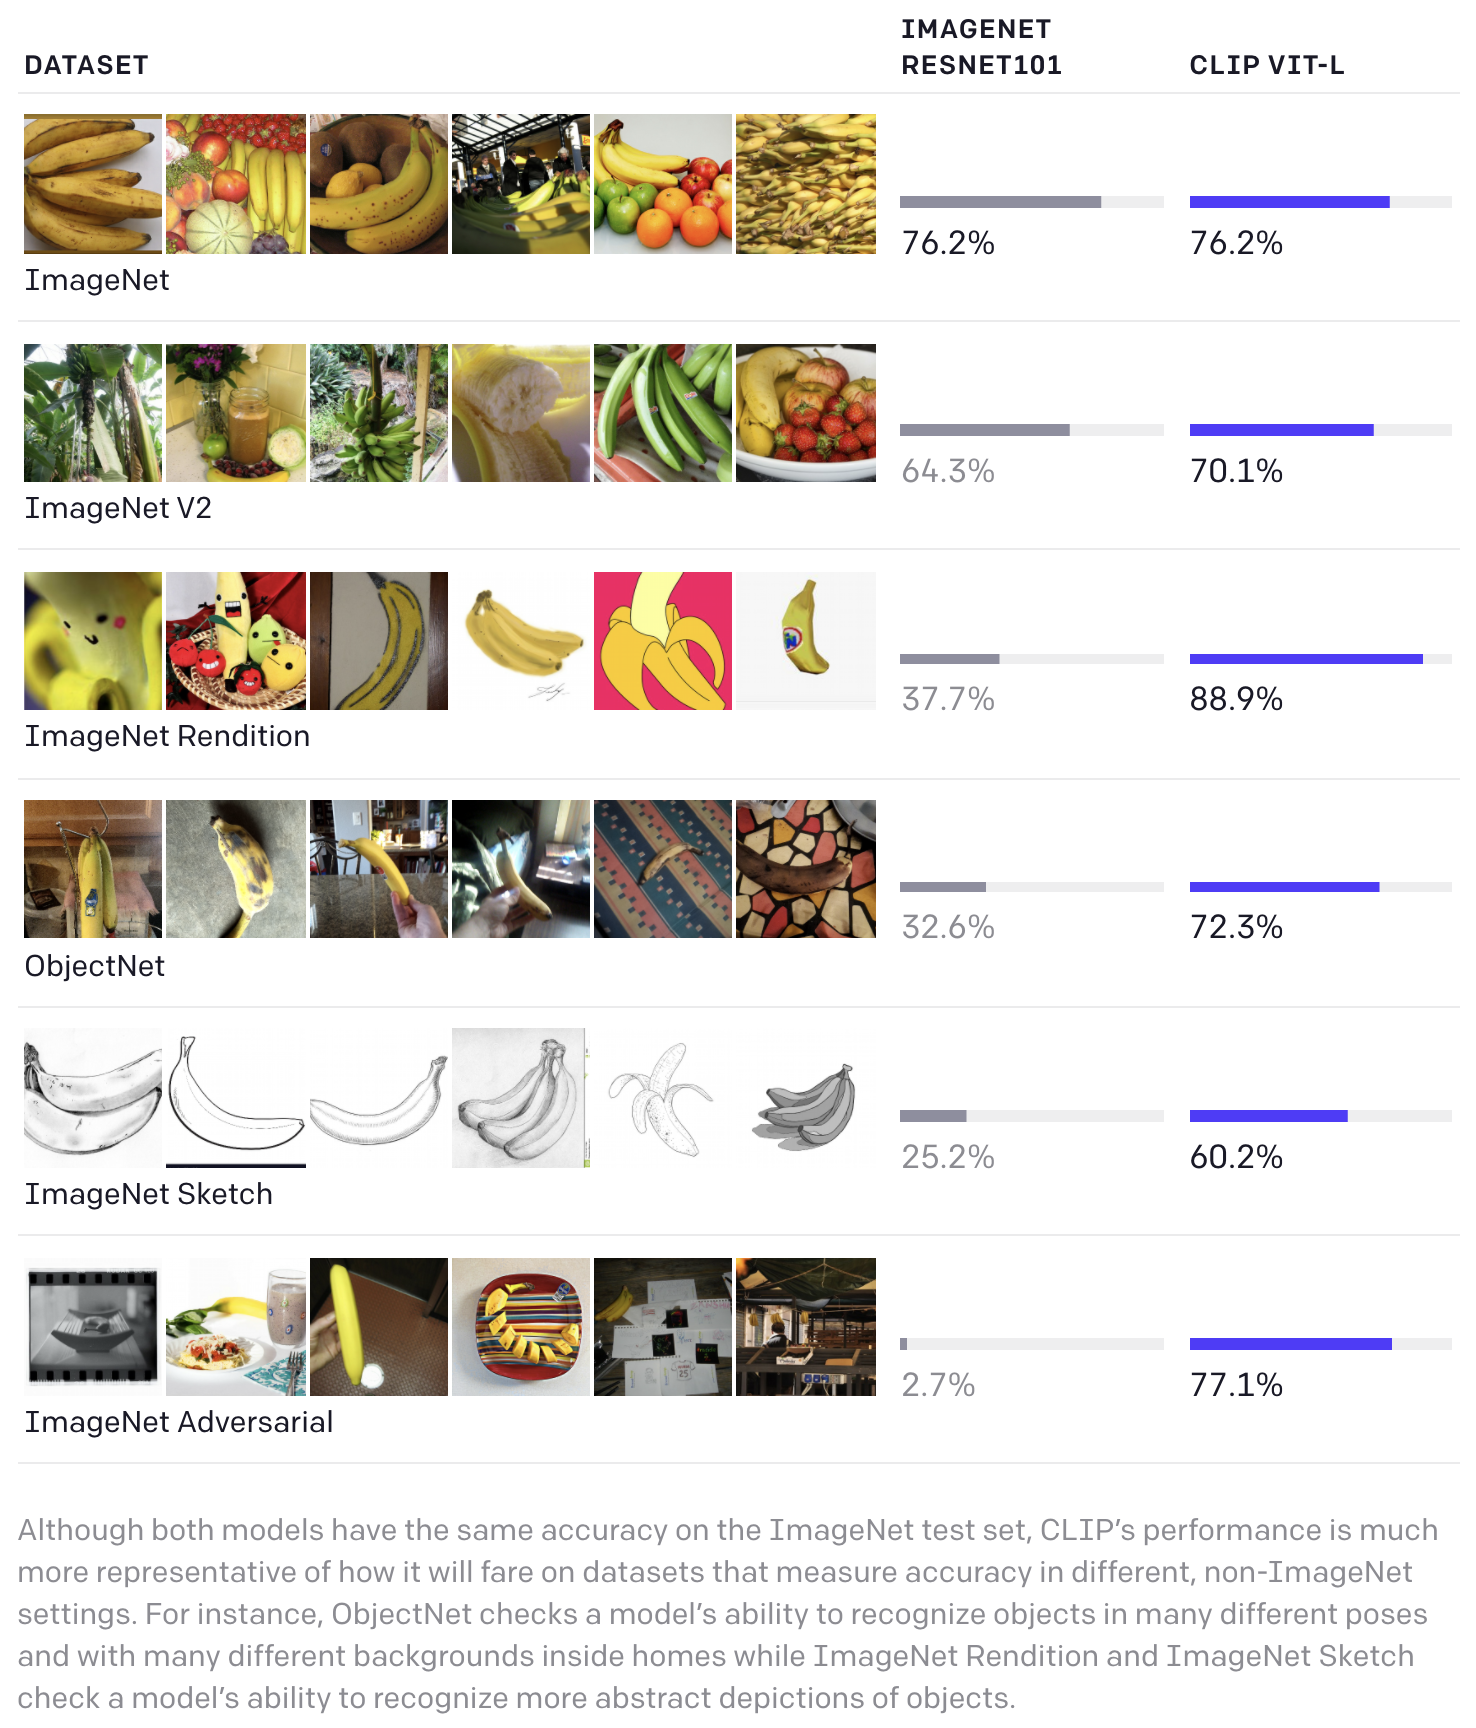 DATASET
IMAGENET
RESNET101
CLIP VIT-L
ImageNet
76.2%
76.2%
ImageNet V2
64.3%
70.1%
ImageNet Rendition
37.7%
88.9%
ObjectNet
32.6%
72.3%
ImageNet Sketch
25.2%
60.2%
ImageNet Adversarial
2.7%
77.1%
Although both models have the same accuracy on the ImageNet test set, CLIP’s performance is much
more representative of how it will fare on datasets that measure accuracy in different, non-ImageNet
settings. For instance, ObjectNet checks a model’s ability to recognize objects in many different poses
and with many different backgrounds inside homes while ImageNet Rendition and ImageNet Sketch
check a model’s ability to recognize more abstract depictions of objects.